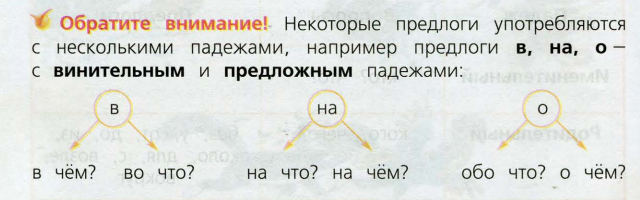 Обратите внимание! Некоторые предлоги употребляются
с несколькими падежами, например предлоги в, на, о –
с винительным и предложным падежами:
в на о
в чём? во что? на что? на чём? обо что? о чём?